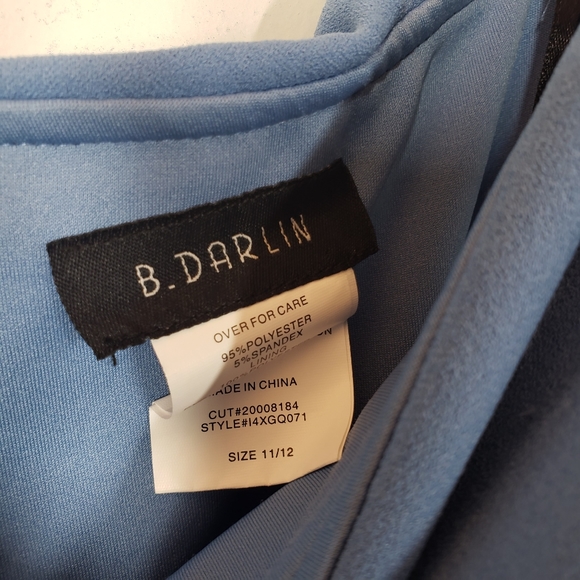 B.DARLIN
OVER FOR CARE
95%POLYESTER
5%SPANDEX
LINING
MADE IN CHINA
CUT#20008184
STYLE#I4XGQ071
SIZE 11/12